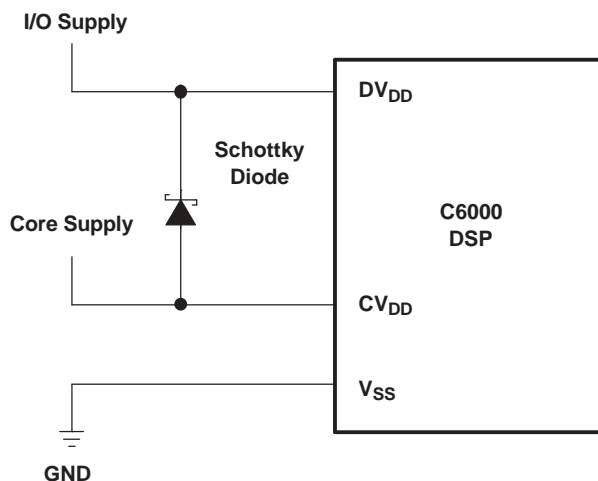 I/O Supply
DVDD
Schottky
Diode
C6000
DSP
Core Supply
CVDD
VSS
GND